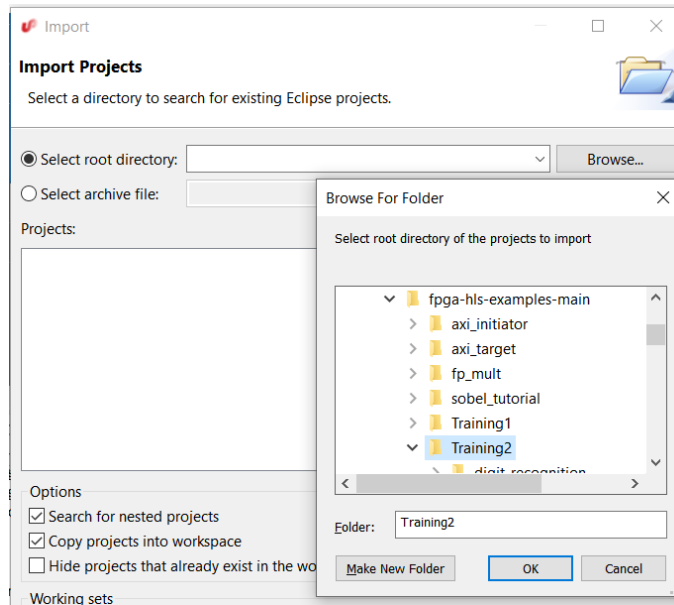 Import
Import Projects
Select a directory to search for existing Eclipse projects.
Select root directory:
Browse...
Select archive file:
Projects:
Browse For Folder
Select root directory of the projects to import
fpga-hls-examples-main
axi_initiator
axi_target
fp_mult
sobel_tutorial
Training1
Training2
digit_recognition
Folder: Training2
Make New Folder OK Cancel
Options
Search for nested projects
Copy projects into workspace
Hide projects that already exist in the wo
Working sets